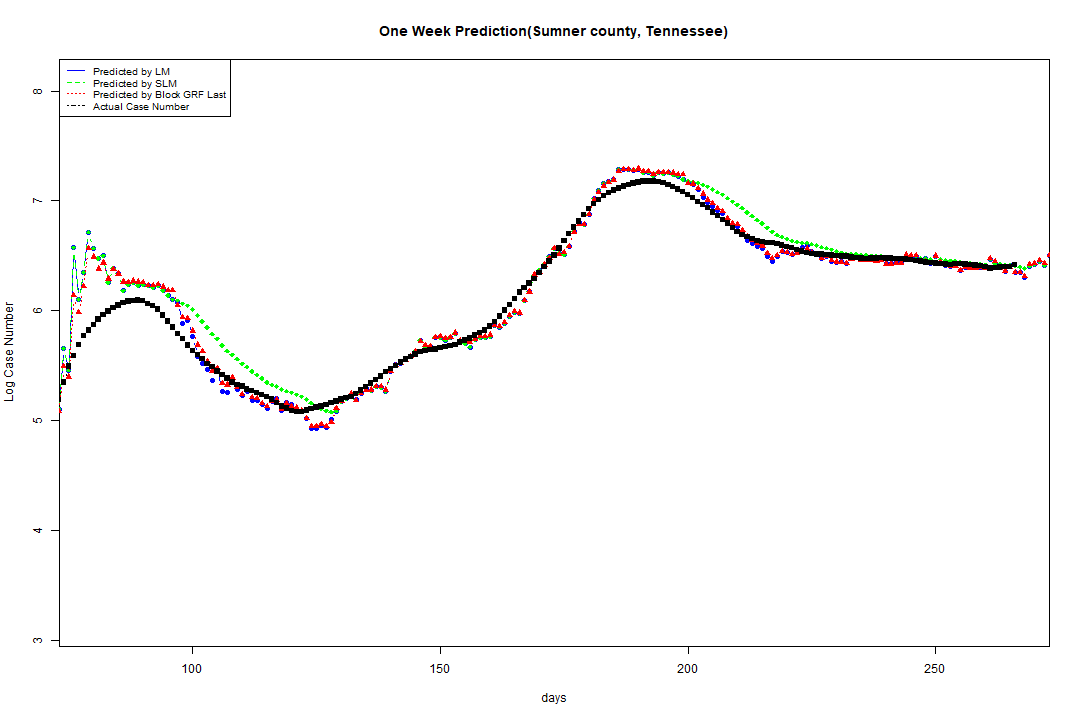 One Week Prediction(Sumner county, Tennessee)
Predicted by LM
Predicted by SLM
Predicted by Block GRF Last
Actual Case Number
8
7
6
5
4
3
Log Case Number
100 150 200 250
days